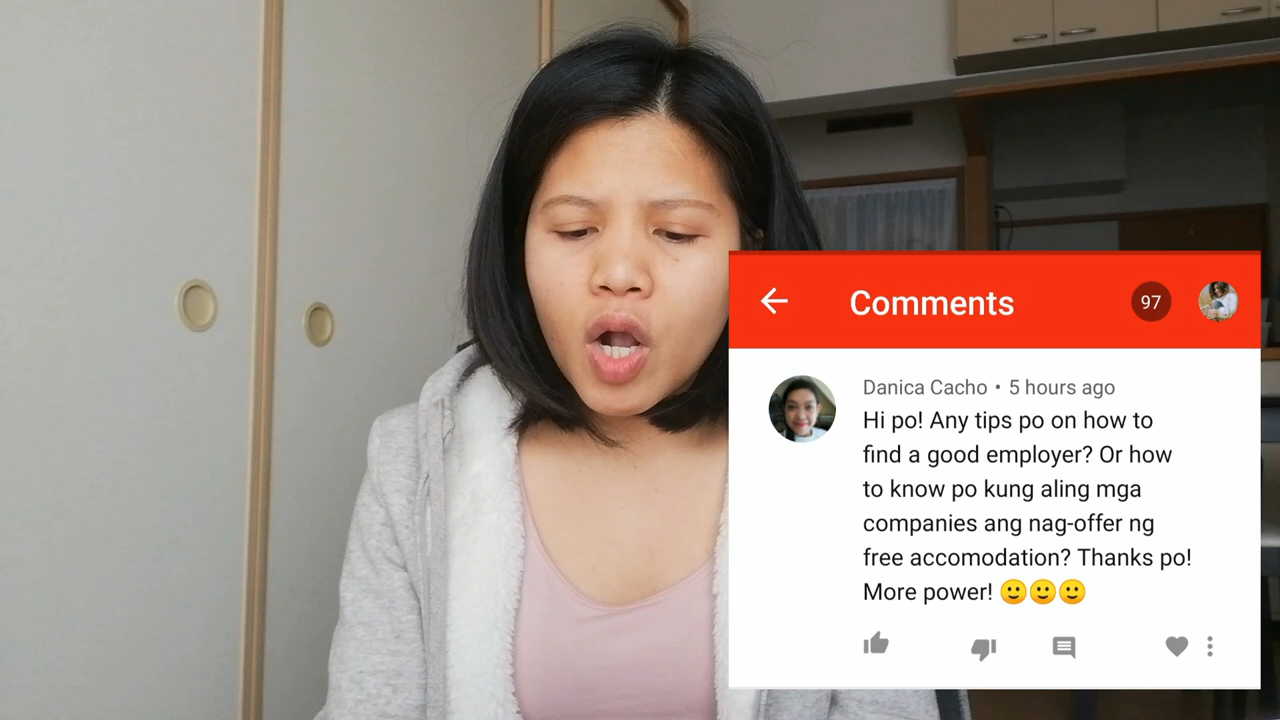 Comments
97
Danica Cacho • 5 hours ago
Hi po! Any tips po on how to
find a good employer? Or how
to know po kung aling mga
companies ang nag-offer ng
free accomodation? Thanks po!
More power! 🙂🙂🙂